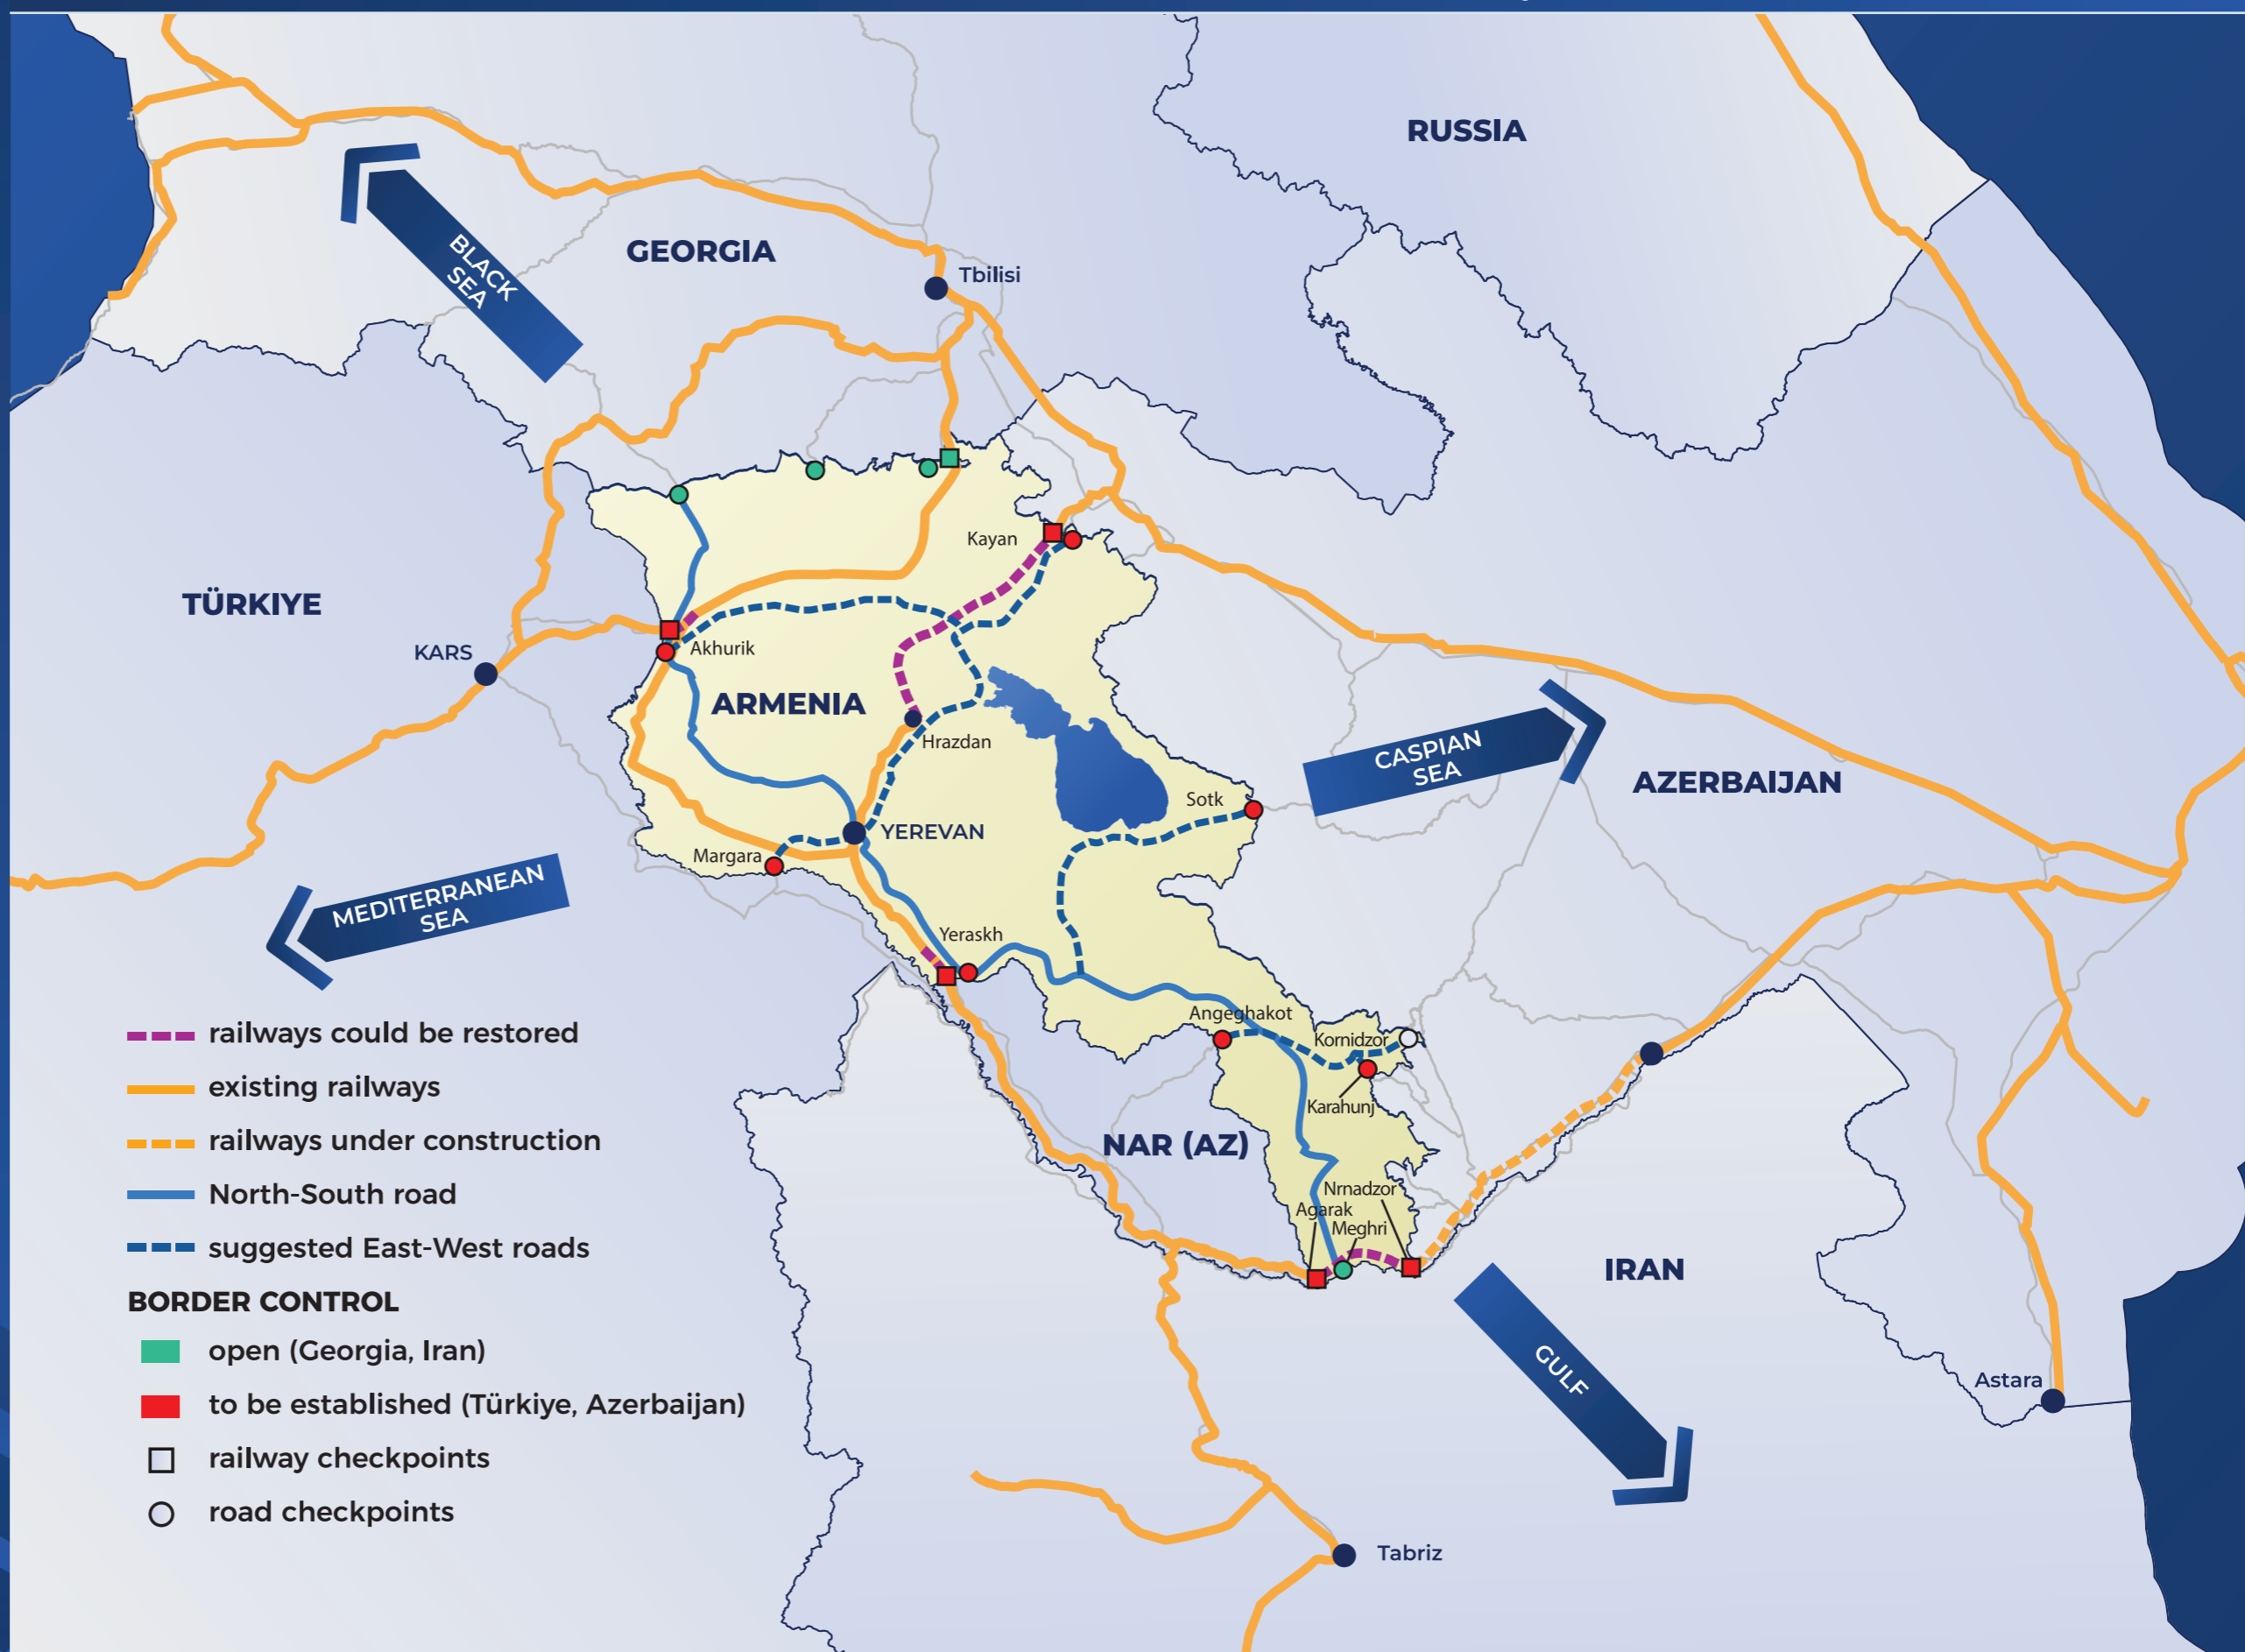 RUSSIA
GEORGIA
BLACK
SEA
Tbilisi
Kayan
TÜRKIYE
KARS
Akhurik
ARMENIA
Hrazdan
CASPIAN
SEA
AZERBAIJAN
Sotk
YEREVAN
Margara
MEDITERRANEAN
SEA
Yeraskh
Angeghakot
Kornidzor
Karahunj
NAR (AZ)
Nrnadzor
Agarak
Meghri
IRAN
GULF
Astara
Tabriz
railways could be restored
existing railways
railways under construction
North-South road
suggested East-West roads
BORDER CONTROL
open (Georgia, Iran)
to be established (Türkiye, Azerbaijan)
railway checkpoints
road checkpoints